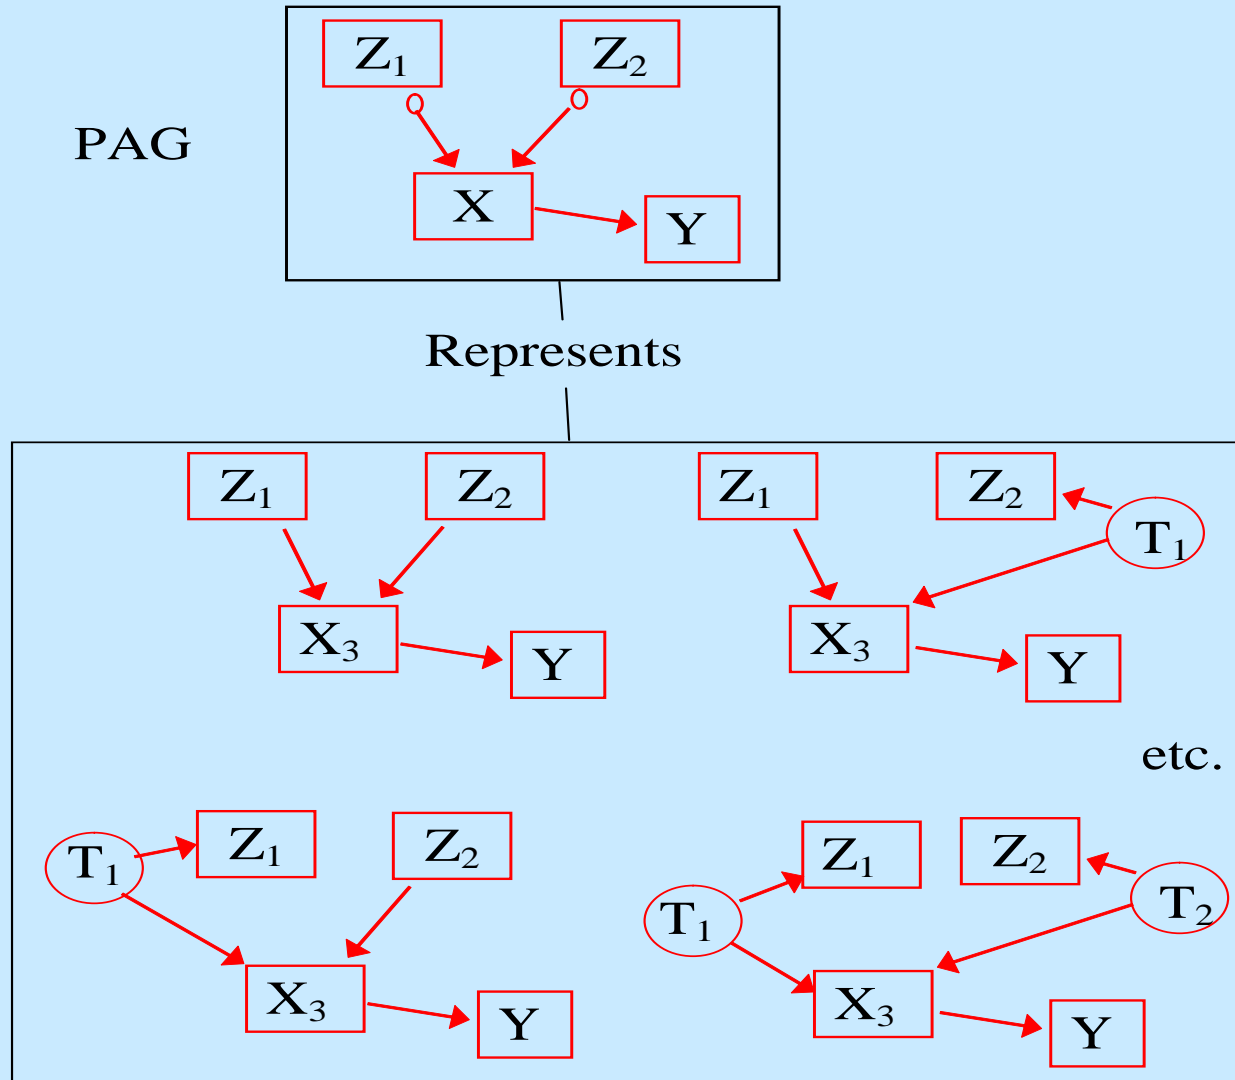 Z₁ Z₂
PAG
X
Y
Represents
Z₁ Z₂ Z₁ Z₂
T₁
X₃ X₃
Y Y
etc.
Z₁ Z₂ Z₁ Z₂
T₁ T₁ T₂
X₃ X₃
Y Y